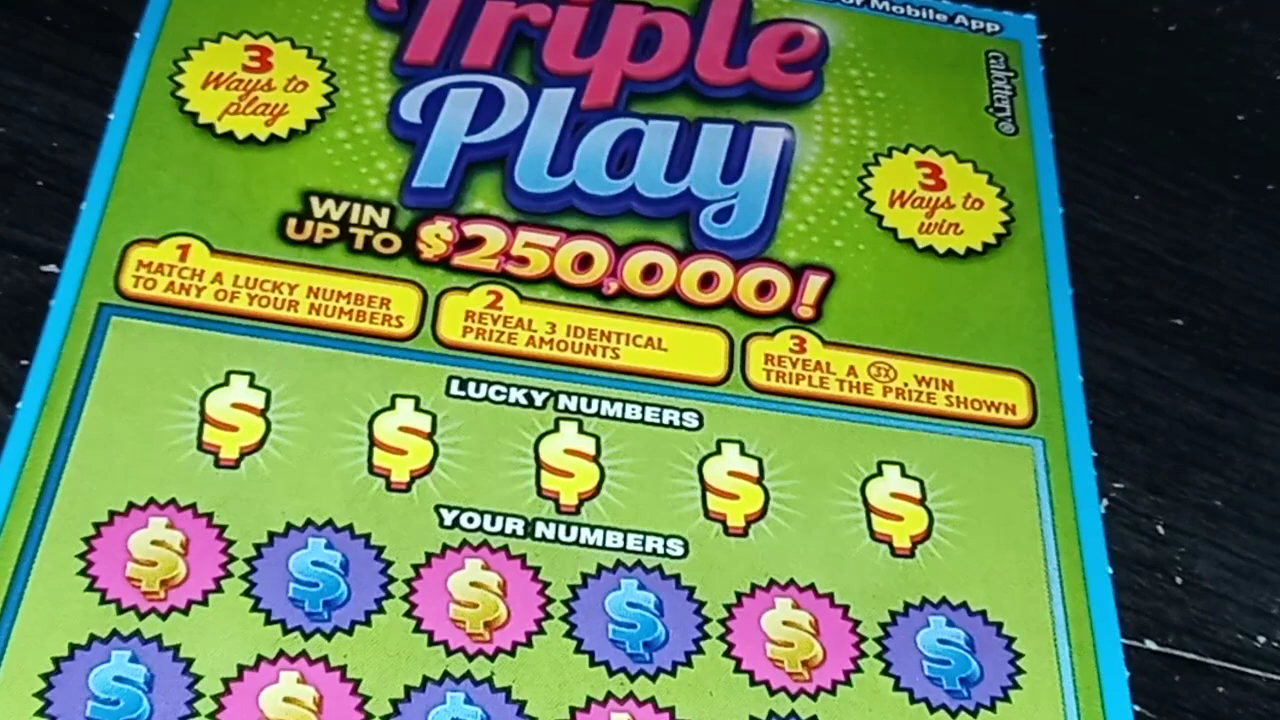 or Mobile App
Triple
Play
calottery®
3
Ways to
play
3
Ways to
win
WIN
UP TO $250,000!
1
MATCH A LUCKY NUMBER
TO ANY OF YOUR NUMBERS
2
REVEAL 3 IDENTICAL
PRIZE AMOUNTS
3
REVEAL A 3X, WIN
TRIPLE THE PRIZE SHOWN
LUCKY NUMBERS
$ $ $ $ $
YOUR NUMBERS
$ $ $ $ $ $
$ $ $